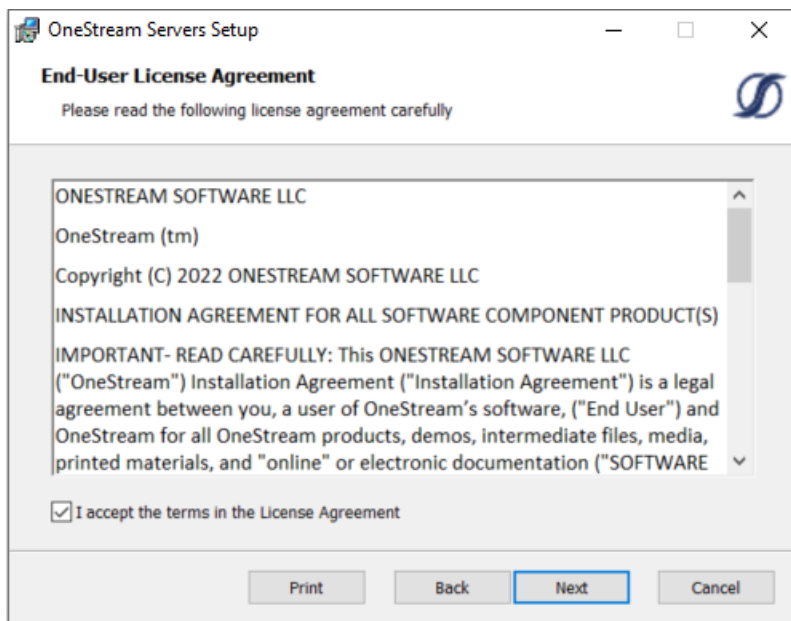 OneStream Servers Setup
End-User License Agreement
Please read the following license agreement carefully
ONESTREAM SOFTWARE LLC
OneStream (tm)
Copyright (C) 2022 ONESTREAM SOFTWARE LLC
INSTALLATION AGREEMENT FOR ALL SOFTWARE COMPONENT PRODUCT(S)
IMPORTANT- READ CAREFULLY: This ONESTREAM SOFTWARE LLC
("OneStream") Installation Agreement ("Installation Agreement") is a legal
agreement between you, a user of OneStream’s software, ("End User") and
OneStream for all OneStream products, demos, intermediate files, media,
printed materials, and "online" or electronic documentation ("SOFTWARE
I accept the terms in the License Agreement
Print Back Next Cancel